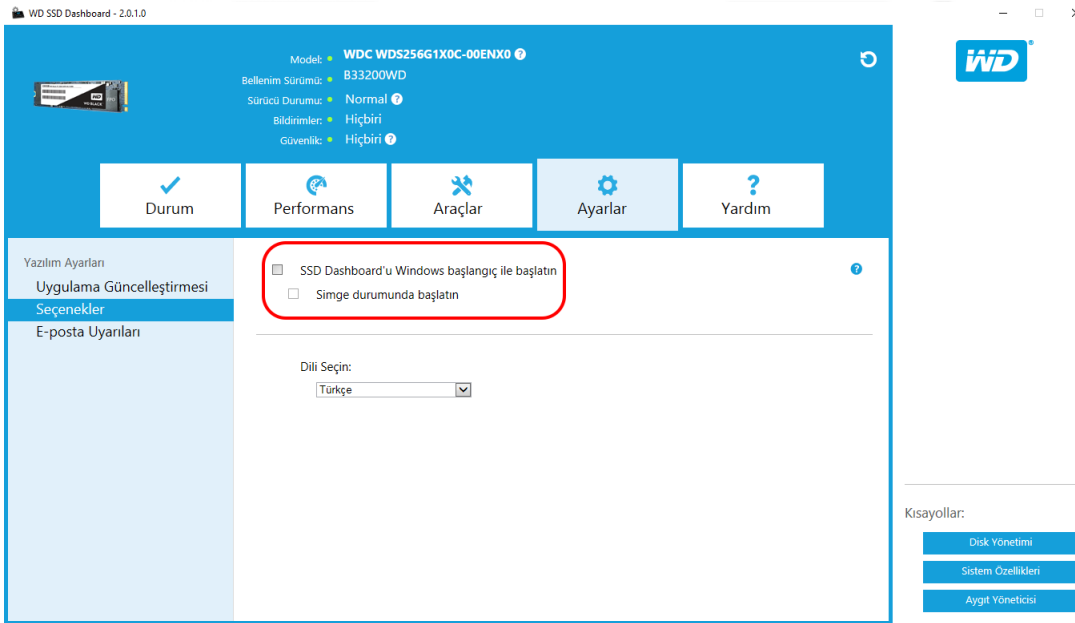 WD SSD Dashboard - 2.0.1.0
Model: WDC WDS256G1X0C-00ENX0 ?
Bellenim Sürümü: B33200WD
Sürücü Durumu: Normal ?
Bildirimler: Hiçbiri
Güvenlik: Hiçbiri ?
WD
Durum
Performans
Araçlar
Ayarlar
Yardım
Yazılım Ayarları
Uygulama Güncelleştirmesi
Seçenekler
E-posta Uyarıları
SSD Dashboard'u Windows başlangıç ile başlatın
Simge durumunda başlatın
Dili Seçin:
Türkçe
Kısayollar:
Disk Yönetimi
Sistem Özellikleri
Aygıt Yöneticisi